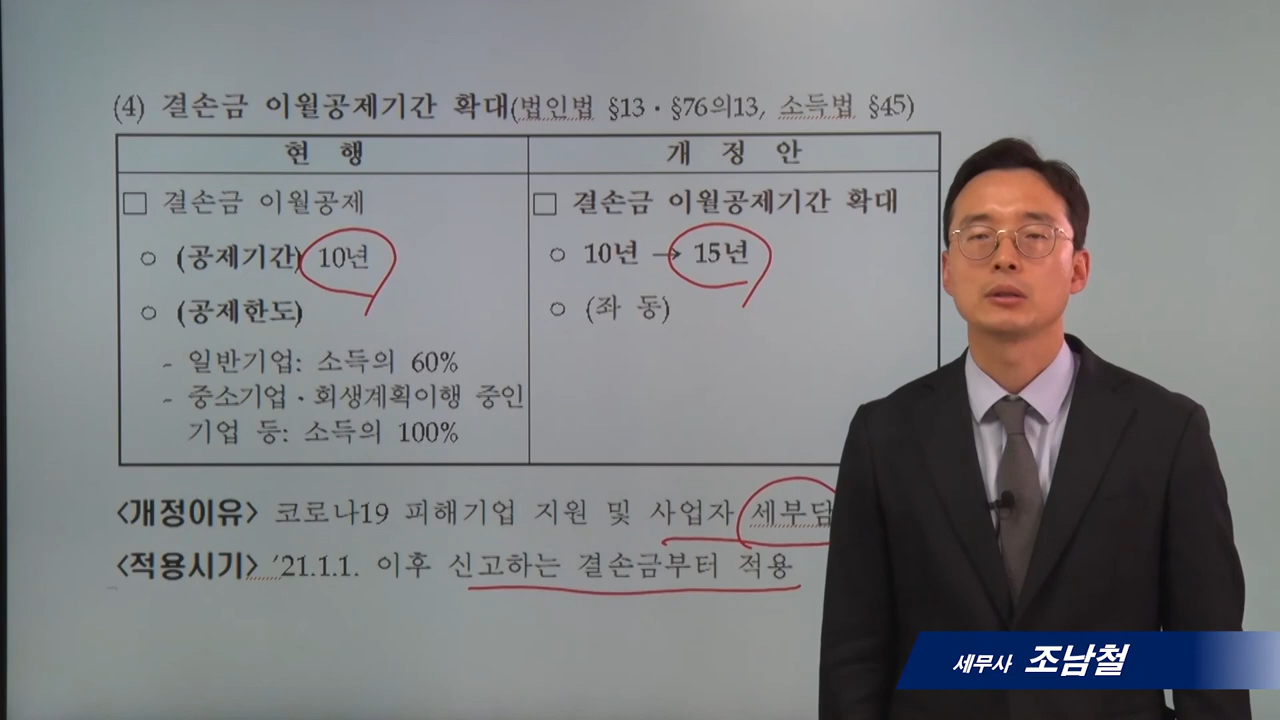 (4) 결손금 이월공제기간 확대(법인법 §13·§76의13, 소득법 §45)
현 행
개 정 안
□ 결손금 이월공제
○ (공제기간) 10년
○ (공제한도)
- 일반기업: 소득의 60%
- 중소기업·회생계획이행 중인
기업 등: 소득의 100%
□ 결손금 이월공제기간 확대
○ 10년 → 15년
○ (좌 동)
<개정이유> 코로나19 피해기업 지원 및 사업자 세부담
<적용시기> '21.1.1. 이후 신고하는 결손금부터 적용
세무사 조남철